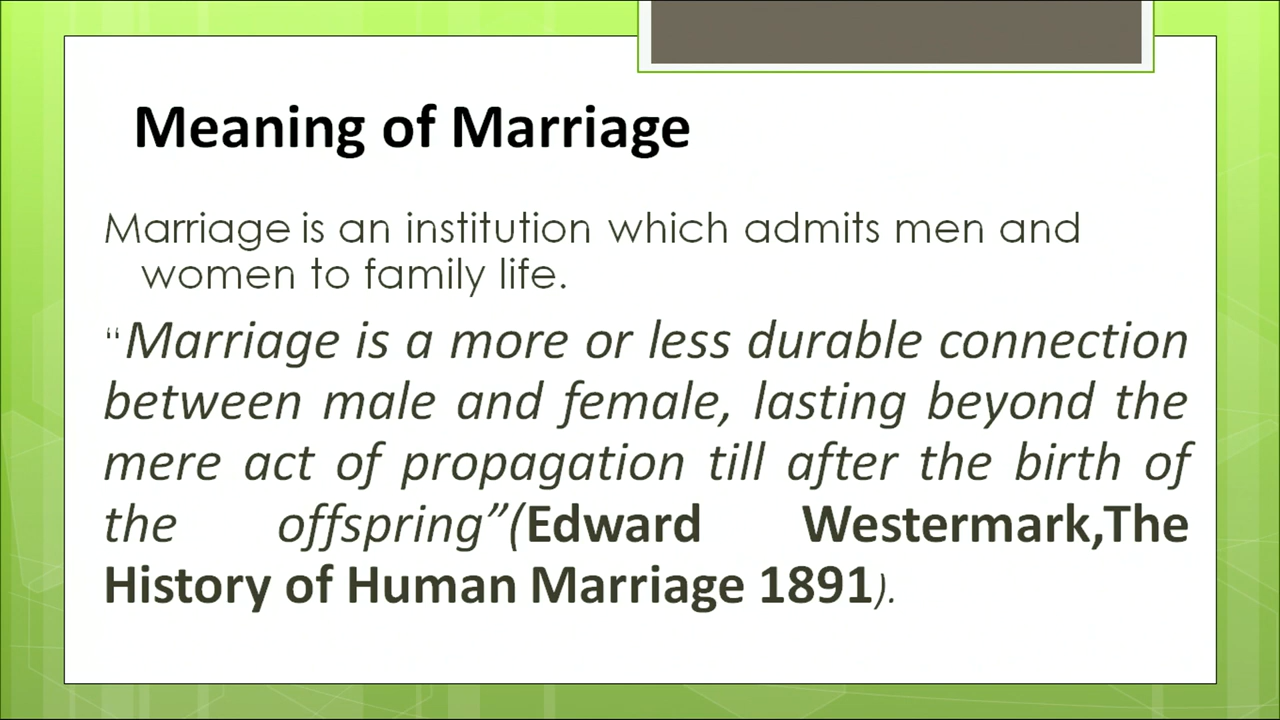 Meaning of Marriage
Marriage is an institution which admits men and
women to family life.
“Marriage is a more or less durable connection
between male and female, lasting beyond the
mere act of propagation till after the birth of
the offspring”(Edward Westermark,The
History of Human Marriage 1891).